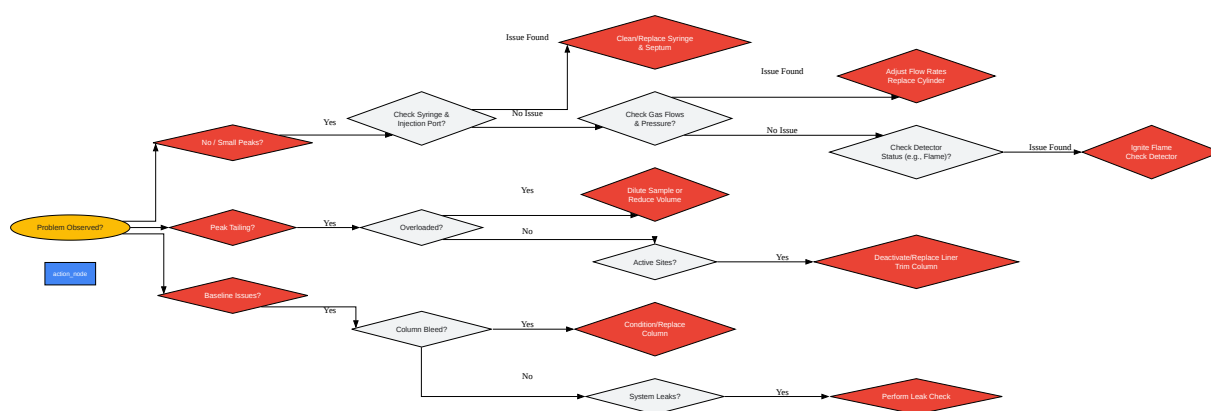 Issue Found
Clean/Replace Syringe
& Septum
Issue Found
Adjust Flow Rates
Replace Cylinder
Yes
Check Syringe &
Injection Port?
No Issue
Check Gas Flows
& Pressure?
No / Small Peaks?
No Issue
Check Detector
Status (e.g., Flame)?
Issue Found
Ignite Flame
Check Detector
Problem Observed?
Peak Tailing?
Yes
Overloaded?
Yes
Dilute Sample or
Reduce Volume
No
Active Sites?
Yes
Deactivate/Replace Liner
Trim Column
action_node
Baseline Issues?
Yes
Column Bleed?
Yes
Condition/Replace
Column
No
System Leaks?
Yes
Perform Leak Check